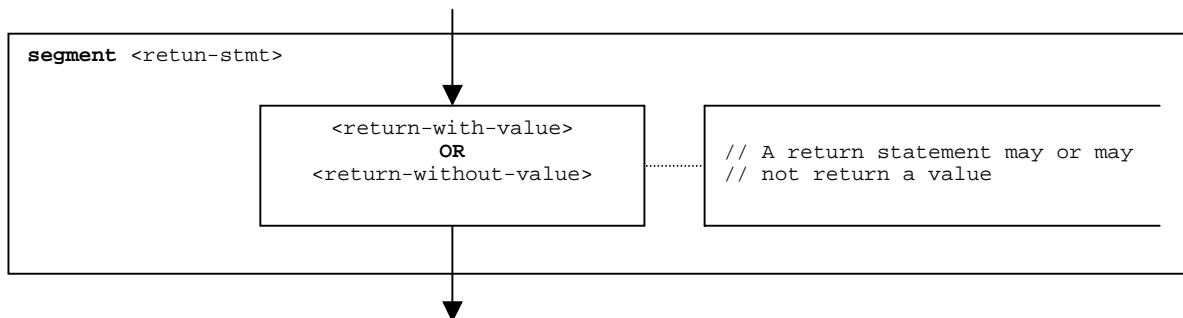 segment <retun-stmt>
<return-with-value>
OR
<return-without-value>
// A return statement may or may
// not return a value